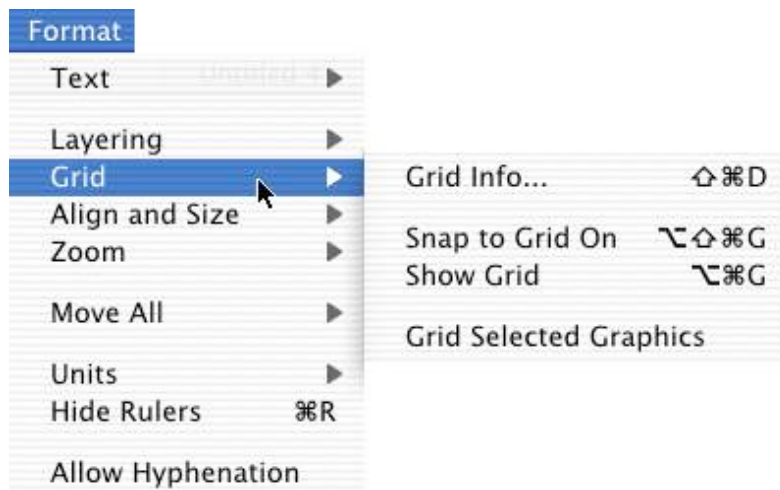 Format
Text
Untitled
Layering
Grid
Align and Size
Zoom
Move All
Units
Hide Rulers ⌘R
Allow Hyphenation
Grid Info... ⇧⌘D
Snap to Grid On ⌥⇧⌘G
Show Grid ⌥⌘G
Grid Selected Graphics